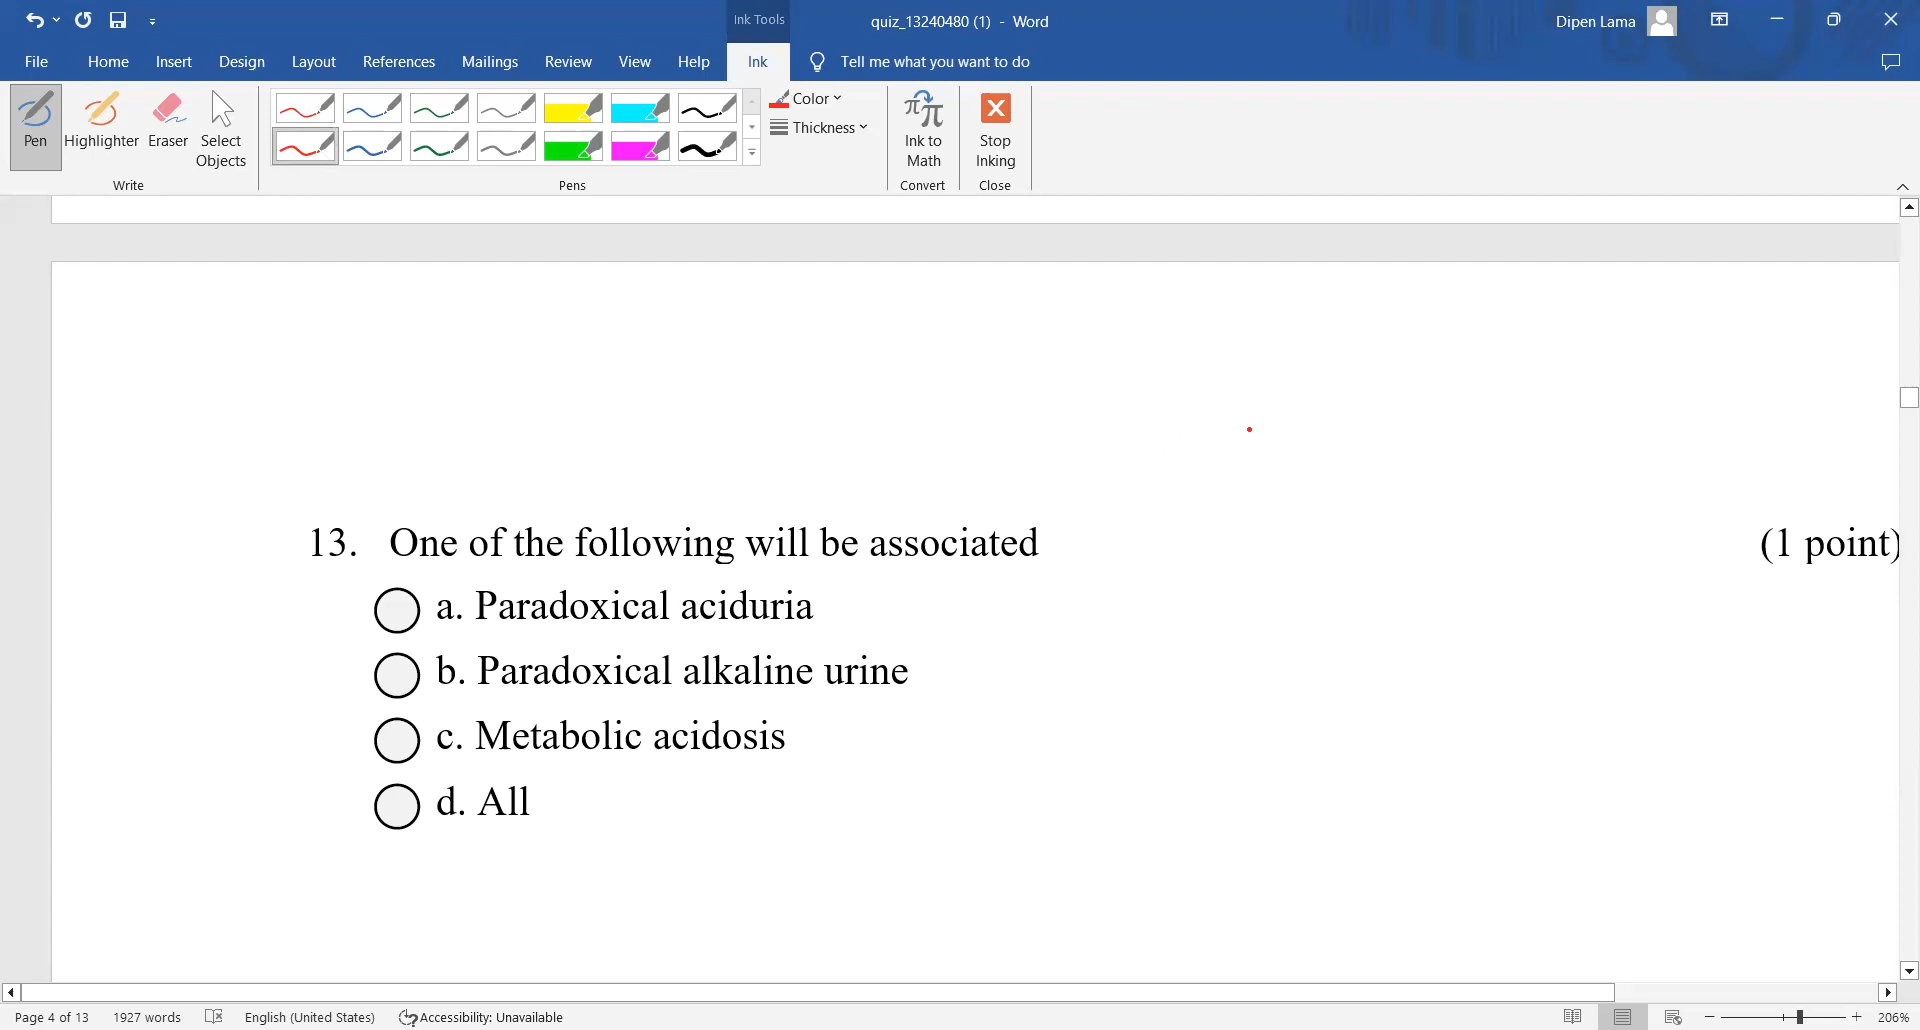 Ink Tools
quiz_13240480 (1) - Word
Dipen Lama
File Home Insert Design Layout References Mailings Review View Help Ink Tell me what you want to do
Pen Highlighter Eraser Select Objects
Color
Thickness
Ink to Math
Stop Inking
Write Pens Convert Close
13. One of the following will be associated (1 point)
a. Paradoxical aciduria
b. Paradoxical alkaline urine
c. Metabolic acidosis
d. All
Page 4 of 13 1927 words English (United States) Accessibility: Unavailable 206%